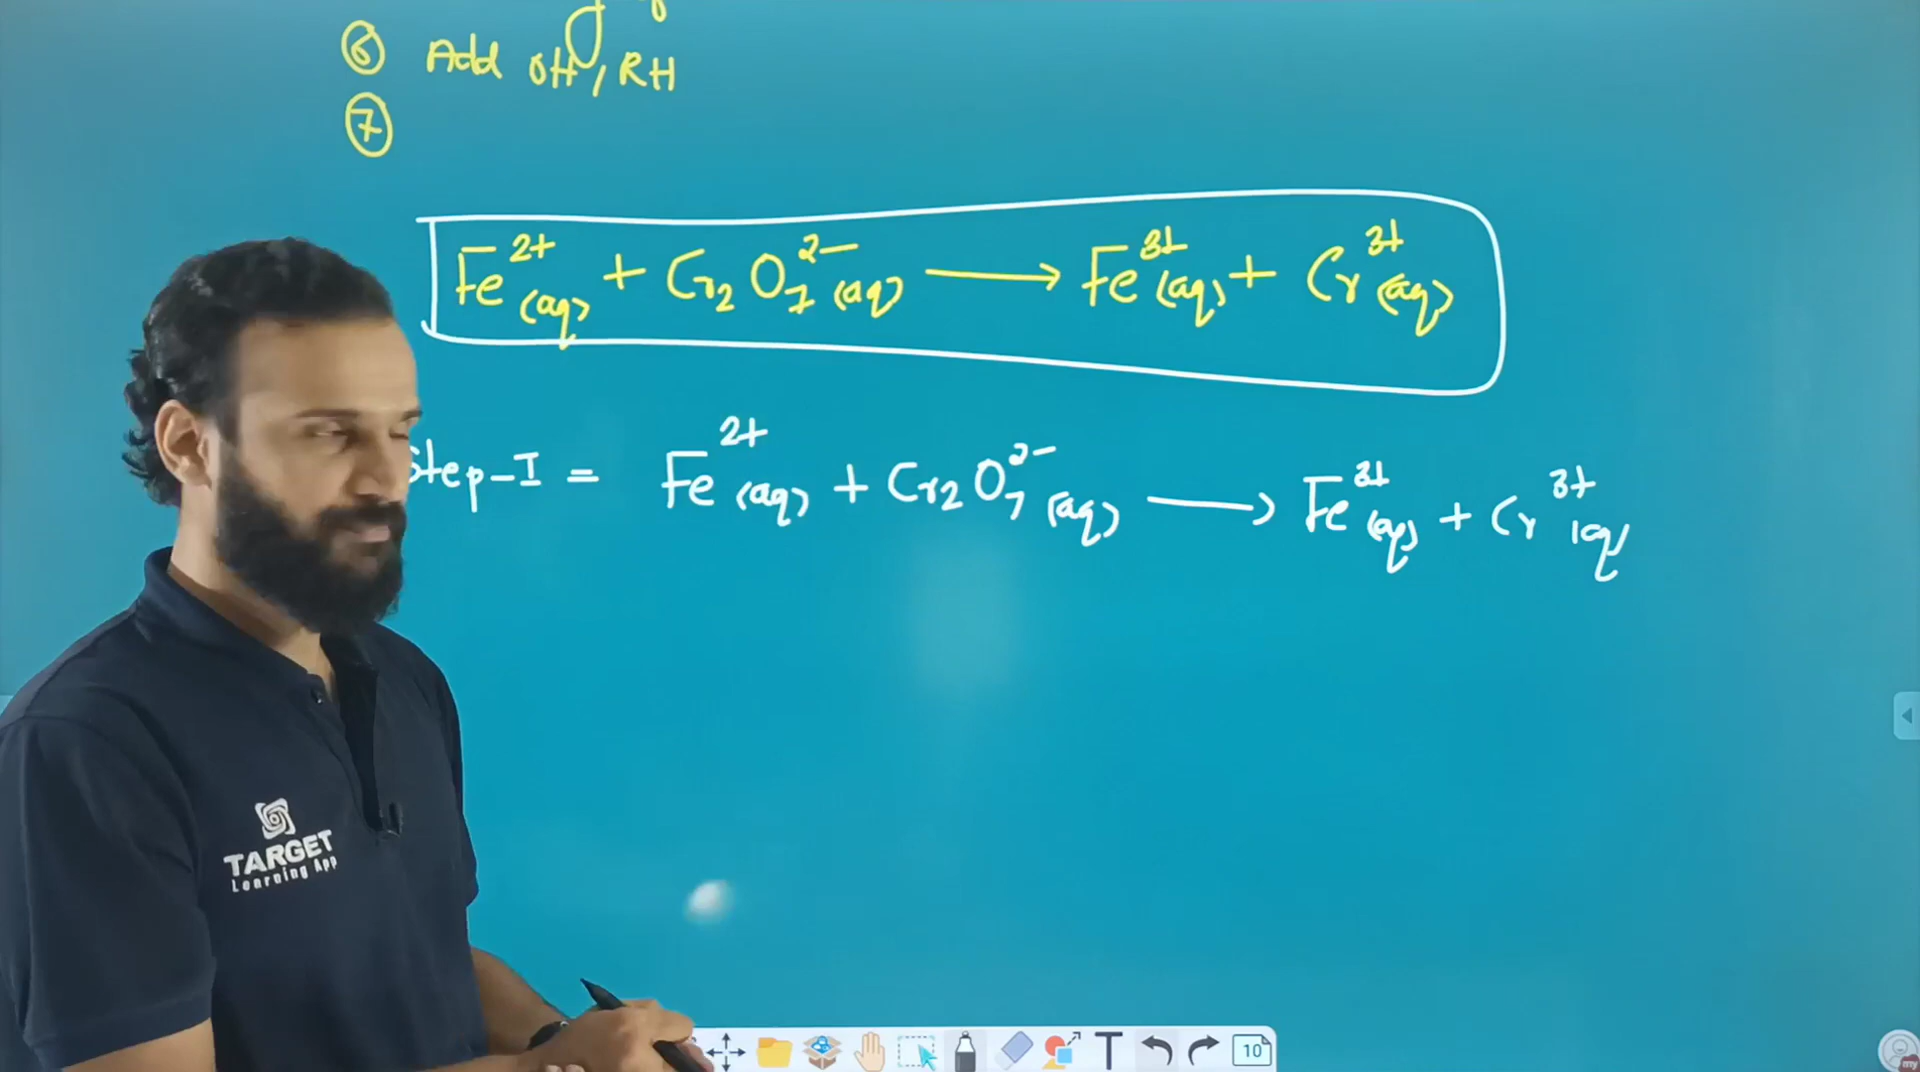 ⑥ Add OH, RH
⑦
Fe²⁺(aq) + Cr₂O₇²⁻(aq) ⟶ Fe³⁺(aq) + Cr³⁺(aq)
Step-I = Fe²⁺(aq) + Cr₂O₇²⁻(aq) ⟶ Fe³⁺(aq) + Cr³⁺(aq
TARGET
Learning App
T
10
my